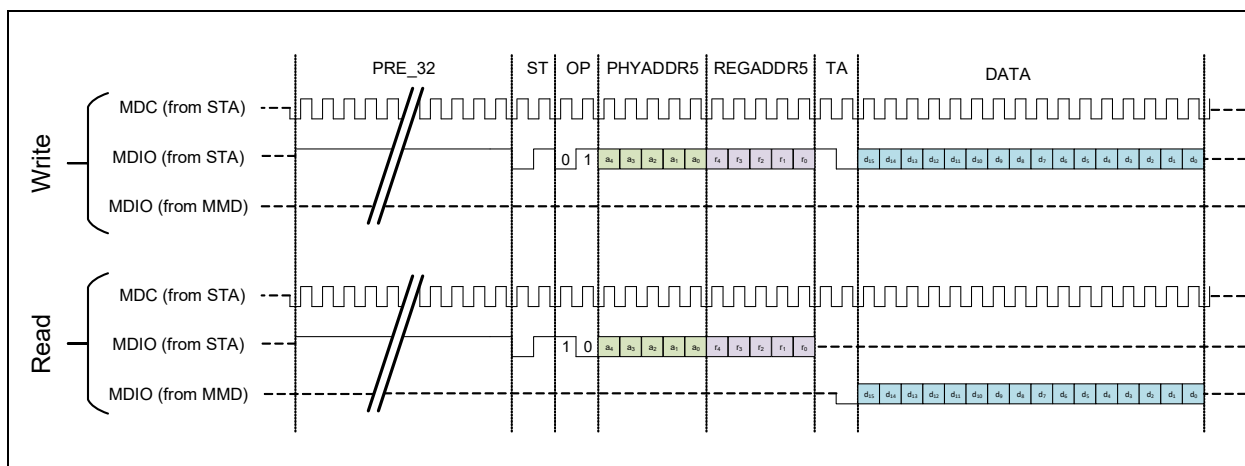 PRE_32 ST OP PHYADDR5 REGADDR5 TA DATA
Write
MDC (from STA)
MDIO (from STA) 0 1 a₄ a₃ a₂ a₁ a₀ r₄ r₃ r₂ r₁ r₀ d₁₅ d₁₄ d₁₃ d₁₂ d₁₁ d₁₀ d₉ d₈ d₇ d₆ d₅ d₄ d₃ d₂ d₁ d₀
MDIO (from MMD)
Read
MDC (from STA)
MDIO (from STA) 1 0 a₄ a₃ a₂ a₁ a₀ r₄ r₃ r₂ r₁ r₀
MDIO (from MMD) d₁₅ d₁₄ d₁₃ d₁₂ d₁₁ d₁₀ d₉ d₈ d₇ d₆ d₅ d₄ d₃ d₂ d₁ d₀